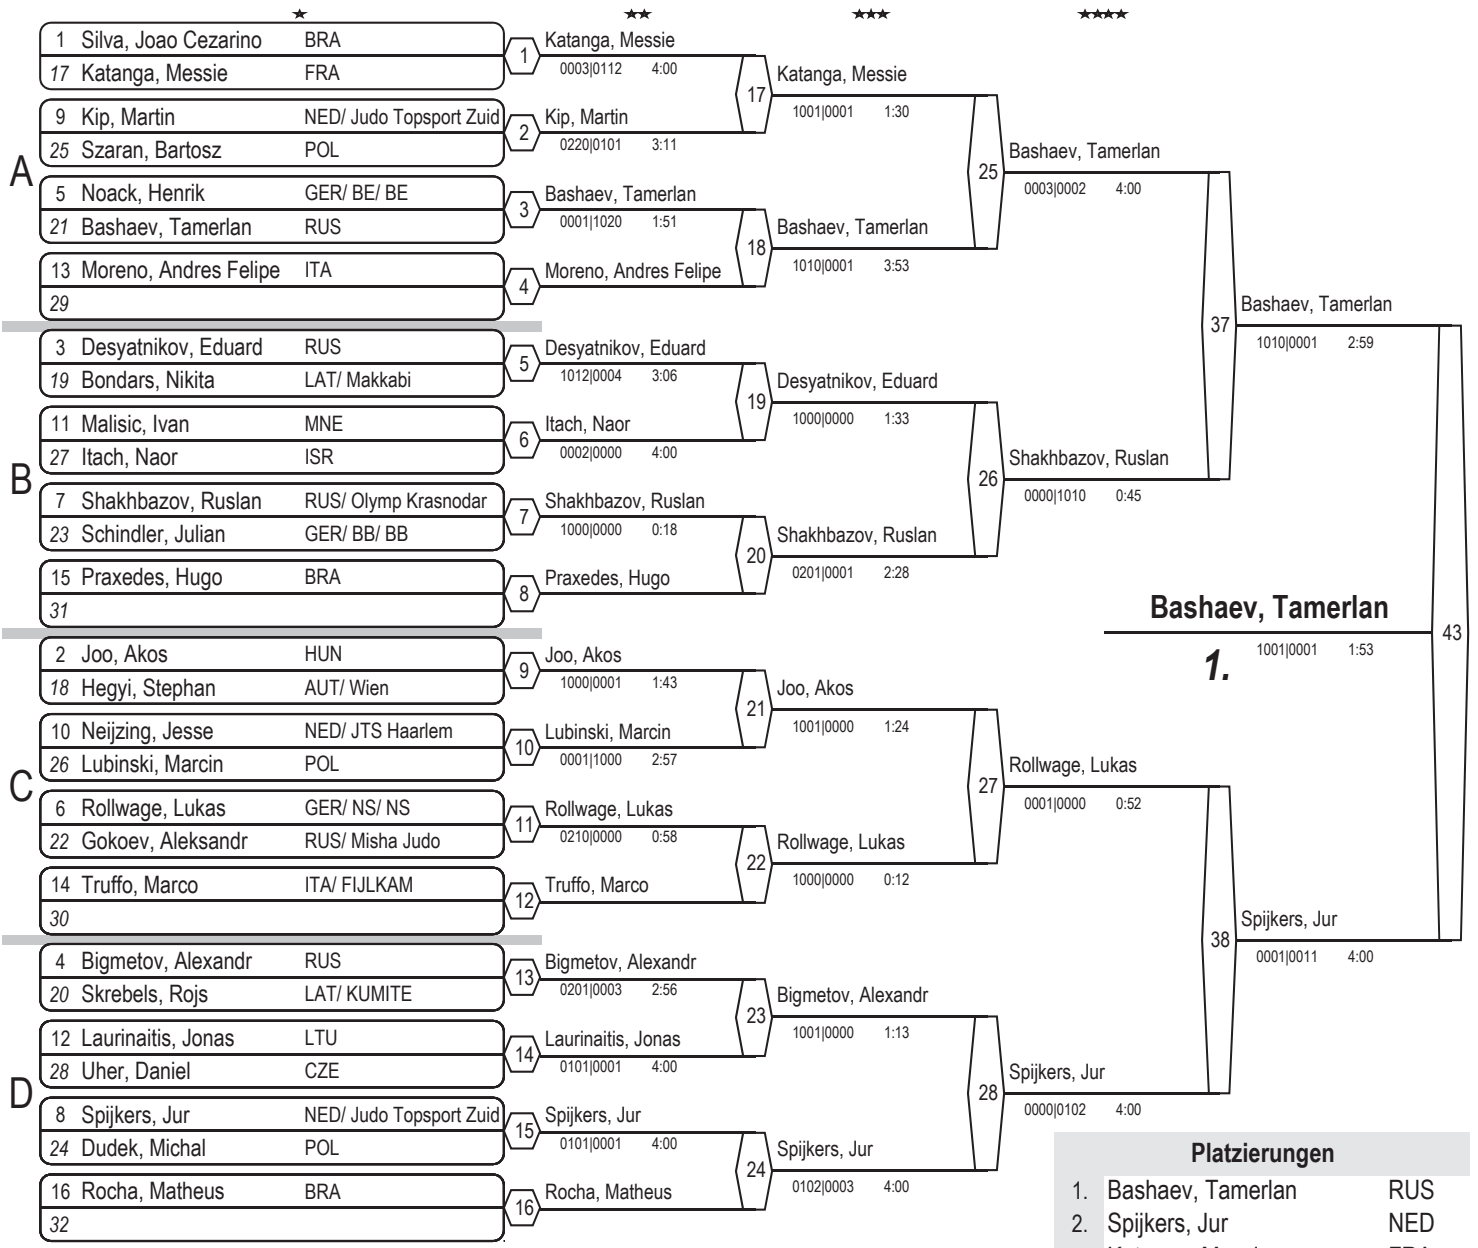 ★ ★★ ★★★ ★★★★
A
1 Silva, Joao Cezarino BRA
17 Katanga, Messie FRA
9 Kip, Martin NED/ Judo Topsport Zuid
25 Szaran, Bartosz POL
5 Noack, Henrik GER/ BE/ BE
21 Bashaev, Tamerlan RUS
13 Moreno, Andres Felipe ITA
29
B
3 Desyatnikov, Eduard RUS
19 Bondars, Nikita LAT/ Makkabi
11 Malisic, Ivan MNE
27 Itach, Naor ISR
7 Shakhbazov, Ruslan RUS/ Olymp Krasnodar
23 Schindler, Julian GER/ BB/ BB
15 Praxedes, Hugo BRA
31
C
2 Joo, Akos HUN
18 Hegyi, Stephan AUT/ Wien
10 Neijzing, Jesse NED/ JTS Haarlem
26 Lubinski, Marcin POL
6 Rollwage, Lukas GER/ NS/ NS
22 Gokoev, Aleksandr RUS/ Misha Judo
14 Truffo, Marco ITA/ FIJLKAM
30
D
4 Bigmetov, Alexandr RUS
20 Skrebels, Rojs LAT/ KUMITE
12 Laurinaitis, Jonas LTU
28 Uher, Daniel CZE
8 Spijkers, Jur NED/ Judo Topsport Zuid
24 Dudek, Michal POL
16 Rocha, Matheus BRA
32
1 Katanga, Messie
0003|0112 4:00
2 Kip, Martin
0220|0101 3:11
3 Bashaev, Tamerlan
0001|1020 1:51
4 Moreno, Andres Felipe
5 Desyatnikov, Eduard
1012|0004 3:06
6 Itach, Naor
0002|0000 4:00
7 Shakhbazov, Ruslan
1000|0000 0:18
8 Praxedes, Hugo
9 Joo, Akos
1000|0001 1:43
10 Lubinski, Marcin
0001|1000 2:57
11 Rollwage, Lukas
0210|0000 0:58
12 Truffo, Marco
13 Bigmetov, Alexandr
0201|0003 2:56
14 Laurinaitis, Jonas
0101|0001 4:00
15 Spijkers, Jur
0101|0001 4:00
16 Rocha, Matheus
17 Katanga, Messie
1001|0001 1:30
18 Bashaev, Tamerlan
1010|0001 3:53
19 Desyatnikov, Eduard
1000|0000 1:33
20 Shakhbazov, Ruslan
0201|0001 2:28
21 Joo, Akos
1001|0000 1:24
22 Rollwage, Lukas
1000|0000 0:12
23 Bigmetov, Alexandr
1001|0000 1:13
24 Spijkers, Jur
0102|0003 4:00
25 Bashaev, Tamerlan
0003|0002 4:00
26 Shakhbazov, Ruslan
0000|1010 0:45
27 Rollwage, Lukas
0001|0000 0:52
28 Spijkers, Jur
0000|0102 4:00
37 Bashaev, Tamerlan
1010|0001 2:59
38 Spijkers, Jur
0001|0011 4:00
43 Bashaev, Tamerlan
1. 1001|0001 1:53
Platzierungen
1. Bashaev, Tamerlan RUS
2. Spijkers, Jur NED